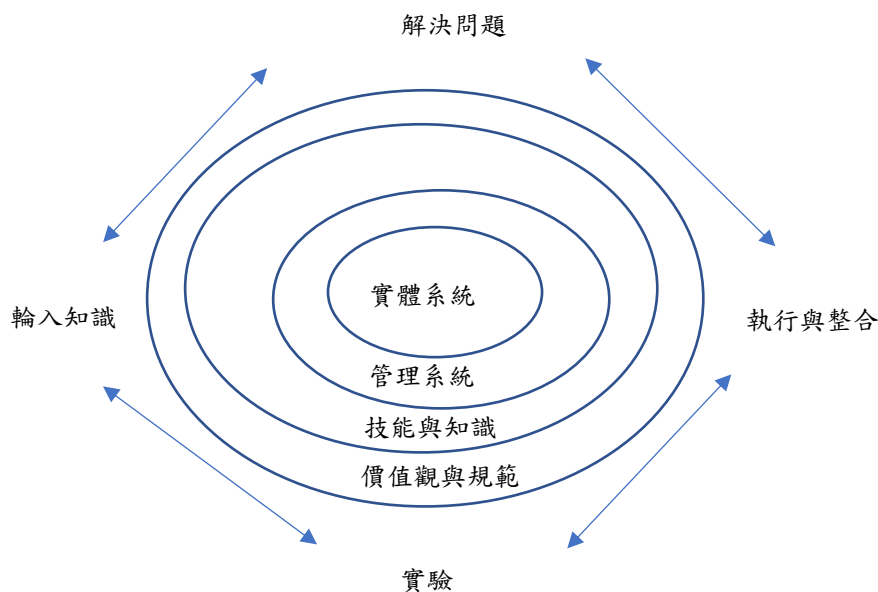 解決問題
實體系統
輪入知識
執行與整合
管理系統
技能與知識
價值觀與規範
實驗